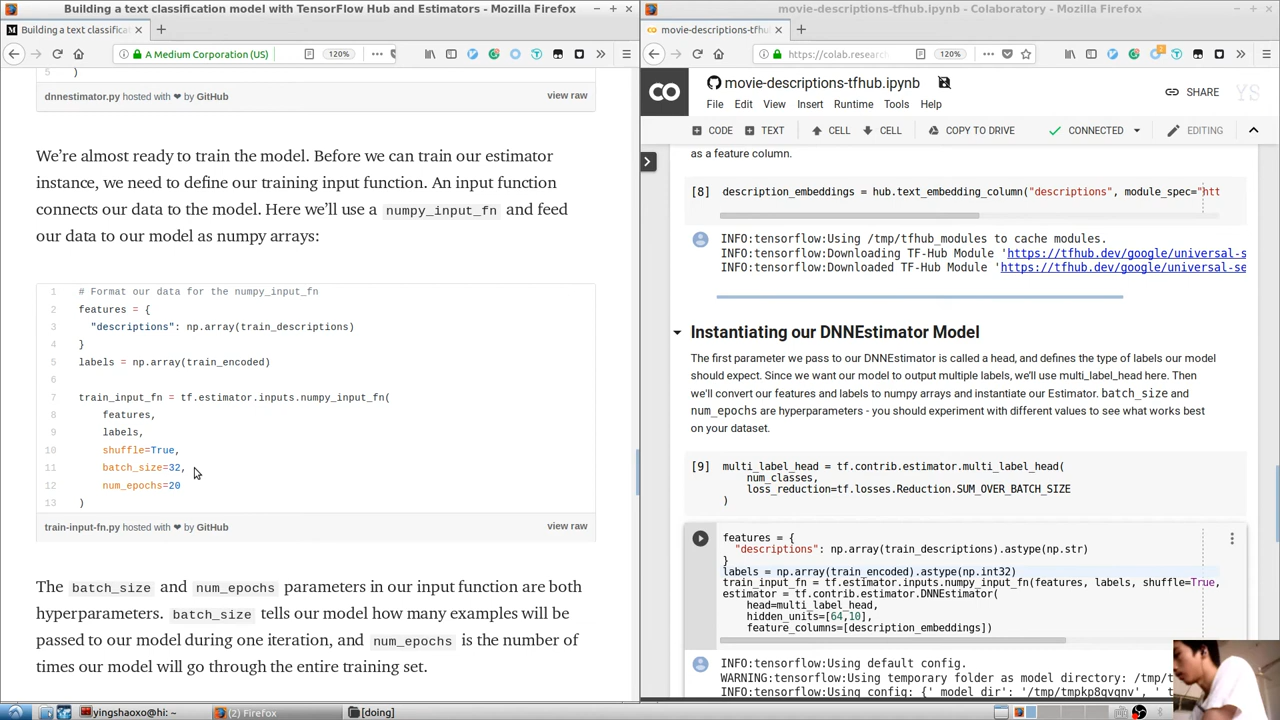 Building a text classification model with TensorFlow Hub and Estimators - Mozilla Firefox
Building a text classificat
A Medium Corporation (US)
120%
5 )
dnnestimator.py hosted with ❤ by GitHub
view raw
We're almost ready to train the model. Before we can train our estimator
instance, we need to define our training input function. An input function
connects our data to the model. Here we'll use a numpy_input_fn and feed
our data to our model as numpy arrays:
1 # Format our data for the numpy_input_fn
2 features = {
3 "descriptions": np.array(train_descriptions)
4 }
5 labels = np.array(train_encoded)
6
7 train_input_fn = tf.estimator.inputs.numpy_input_fn(
8 features,
9 labels,
10 shuffle=True,
11 batch_size=32,
12 num_epochs=20
13 )
train-input-fn.py hosted with ❤ by GitHub
view raw
The batch_size and num_epochs parameters in our input function are both
hyperparameters. batch_size tells our model how many examples will be
passed to our model during one iteration, and num_epochs is the number of
times our model will go through the entire training set.
movie-descriptions-tfhub.ipynb - Colaboratory - Mozilla Firefox
movie-descriptions-tfhu
https://colab.resear
120%
CO
movie-descriptions-tfhub.ipynb
SHARE
YS
File Edit View Insert Runtime Tools Help
CODE TEXT CELL CELL COPY TO DRIVE CONNECTED EDITING
as a feature column.
[8] description_embeddings = hub.text_embedding_column("descriptions", module_spec="htt
INFO:tensorflow:Using /tmp/tfhub_modules to cache modules.
INFO:tensorflow:Downloading TF-Hub Module 'https://tfhub.dev/google/universal-s
INFO:tensorflow:Downloaded TF-Hub Module 'https://tfhub.dev/google/universal-se
Instantiating our DNNEstimator Model
The first parameter we pass to our DNNEstimator is called a head, and defines the type of labels our model
should expect. Since we want our model to output multiple labels, we'll use multi_label_head here. Then
we'll convert our features and labels to numpy arrays and instantiate our Estimator. batch_size and
num_epochs are hyperparameters - you should experiment with different values to see what works best
on your dataset.
[9] multi_label_head = tf.contrib.estimator.multi_label_head(
num_classes,
loss_reduction=tf.losses.Reduction.SUM_OVER_BATCH_SIZE
)
features = {
"descriptions": np.array(train_descriptions).astype(np.str)
}
labels = np.array(train_encoded).astype(np.int32)
train_input_fn = tf.estimator.inputs.numpy_input_fn(features, labels, shuffle=True,
estimator = tf.contrib.estimator.DNNEstimator(
head=multi_label_head,
hidden_units=[64,10],
feature_columns=[description_embeddings])
INFO:tensorflow:Using default config.
WARNING:tensorflow:Using temporary folder as model directory: /tmp/t
INFO:tensorflow:Using config: {'_model_dir': '/tmp/tmpkp8qvqnv', '_t
yingshaoxo@hi: ~
(2) Firefox
[doing]